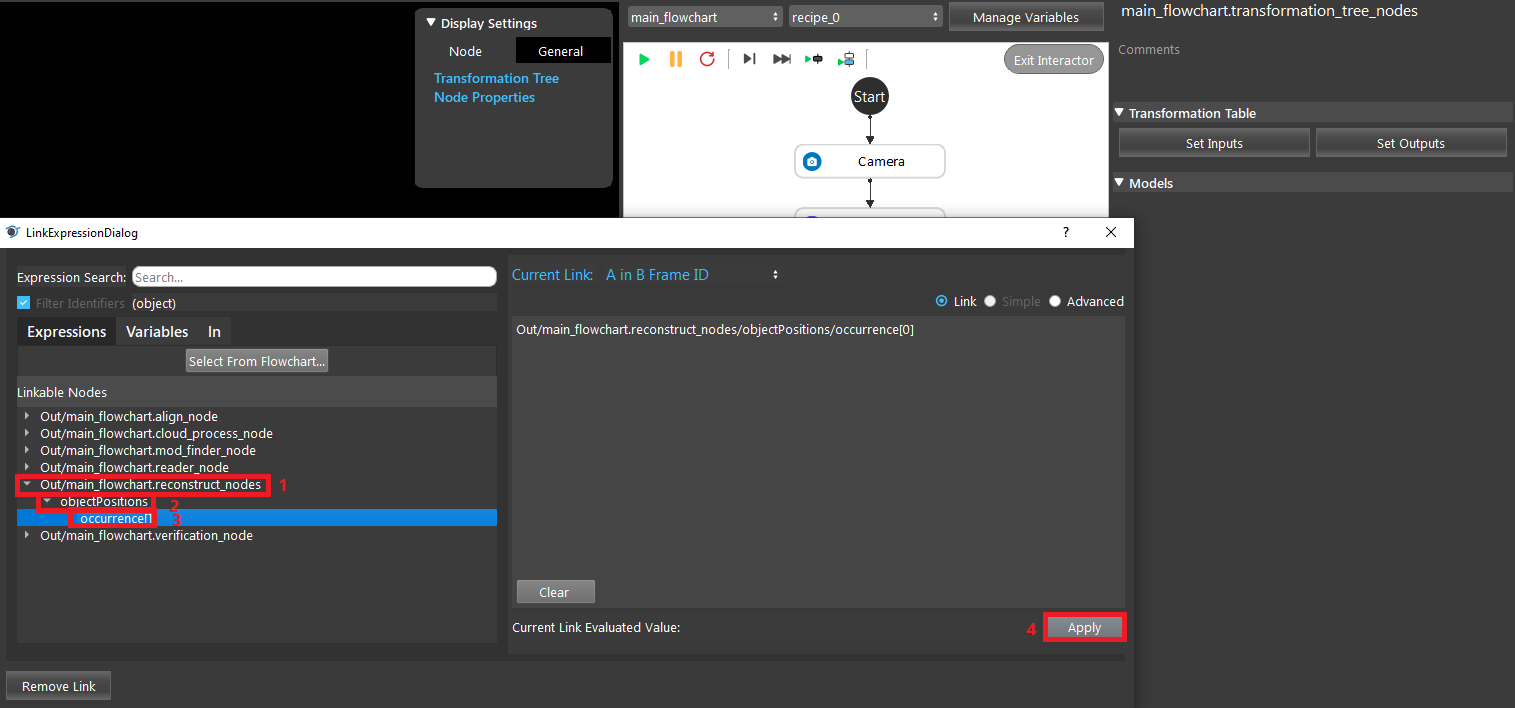 Display Settings
Node
General
Transformation Tree
Node Properties
main_flowchart
recipe_0
Manage Variables
Exit Interactor
Start
Camera
main_flowchart.transformation_tree_nodes
Comments
Transformation Table
Set Inputs
Set Outputs
Models
LinkExpressionDialog
?
Expression Search:
Search...
Filter Identifiers
(object)
Expressions
Variables
In
Select From Flowchart...
Linkable Nodes
Out/main_flowchart.align_node
Out/main_flowchart.cloud_process_node
Out/main_flowchart.mod_finder_node
Out/main_flowchart.reader_node
Out/main_flowchart.reconstruct_nodes
1
objectPositions
2
occurrence[]
3
Out/main_flowchart.verification_node
Current Link:
A in B Frame ID
Link
Simple
Advanced
Out/main_flowchart.reconstruct_nodes/objectPositions/occurrence[0]
Clear
Current Link Evaluated Value:
4
Apply
Remove Link